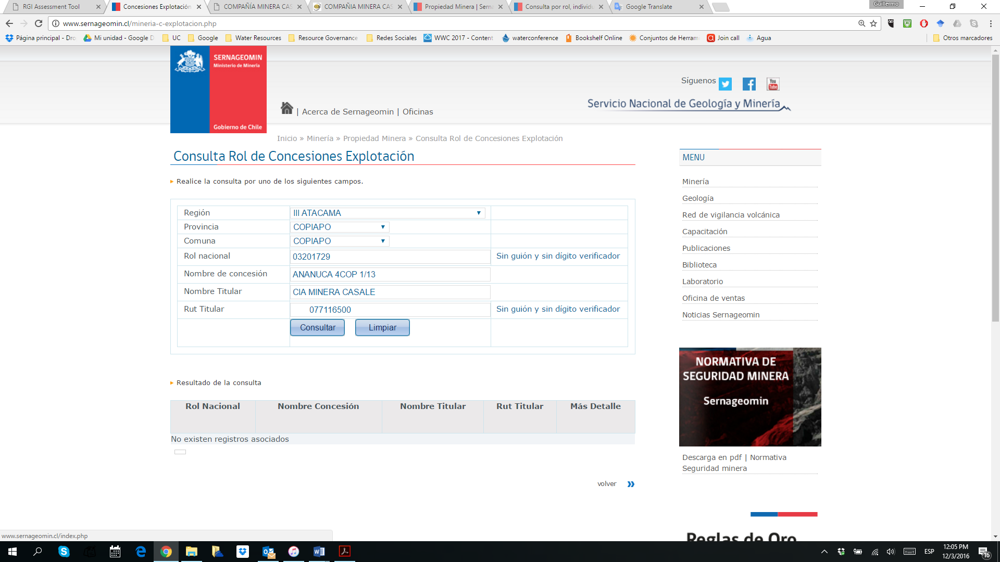 RGI Assessment Tool
Concesiones Explotación
COMPAÑÍA MINERA CAS
COMPAÑIA MINERA CAS
Propiedad Minera | Serna
Consulta por rol, individu
Google Translate
Guillermo
www.sernageomin.cl/mineria-c-explotacion.php
Página principal - Dro
Mi unidad - Google D
UC
Google
Water Resources
Resource Governance
Redes Sociales
WWC 2017 - Content
waterconference
Bookshelf Online
Conjuntos de Herram
Join call
Agua
Otros marcadores
SERNAGEOMIN
Ministerio de Minería
Gobierno de Chile
Síguenos
You Tube
| Acerca de Sernageomin | Oficinas
Servicio Nacional de Geología y Minería
Inicio » Minería » Propiedad Minera » Consulta Rol de Concesiones Explotación
Consulta Rol de Concesiones Explotación
Realice la consulta por uno de los siguientes campos.
Región III ATACAMA
Provincia COPIAPO
Comuna COPIAPO
Rol nacional 03201729 Sin guión y sin dígito verificador
Nombre de concesión ANANUCA 4COP 1/13
Nombre Titular CIA MINERA CASALE
Rut Titular 077116500 Sin guión y sin dígito verificador
Consultar Limpiar
Resultado de la consulta
Rol Nacional Nombre Concesión Nombre Titular Rut Titular Más Detalle
No existen registros asociados
volver
MENU
Minería
Geología
Red de vigilancia volcánica
Capacitación
Publicaciones
Biblioteca
Laboratorio
Oficina de ventas
Noticias Sernageomin
NORMATIVA DE
SEGURIDAD MINERA
Sernageomin
Descarga en pdf | Normativa
Seguridad minera
Reglas de Oro
www.sernageomin.cl/index.php
ESP
12:05 PM
12/3/2016
16